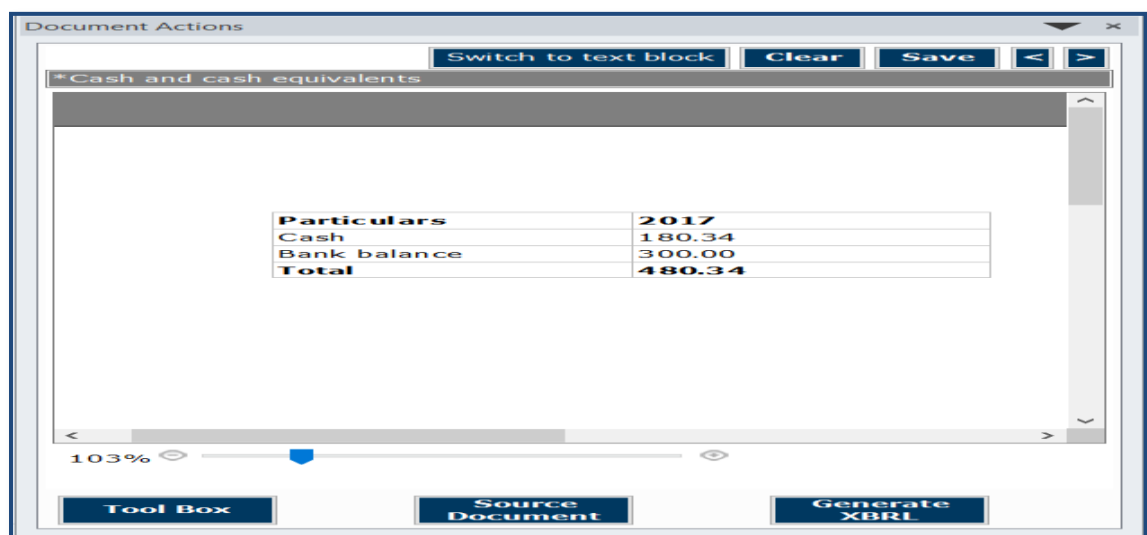 Document Actions
Switch to text block Clear Save < >
*Cash and cash equivalents
Particulars 2017
Cash 180.34
Bank balance 300.00
Total 480.34
103%
Tool Box Source Document Generate XBRL